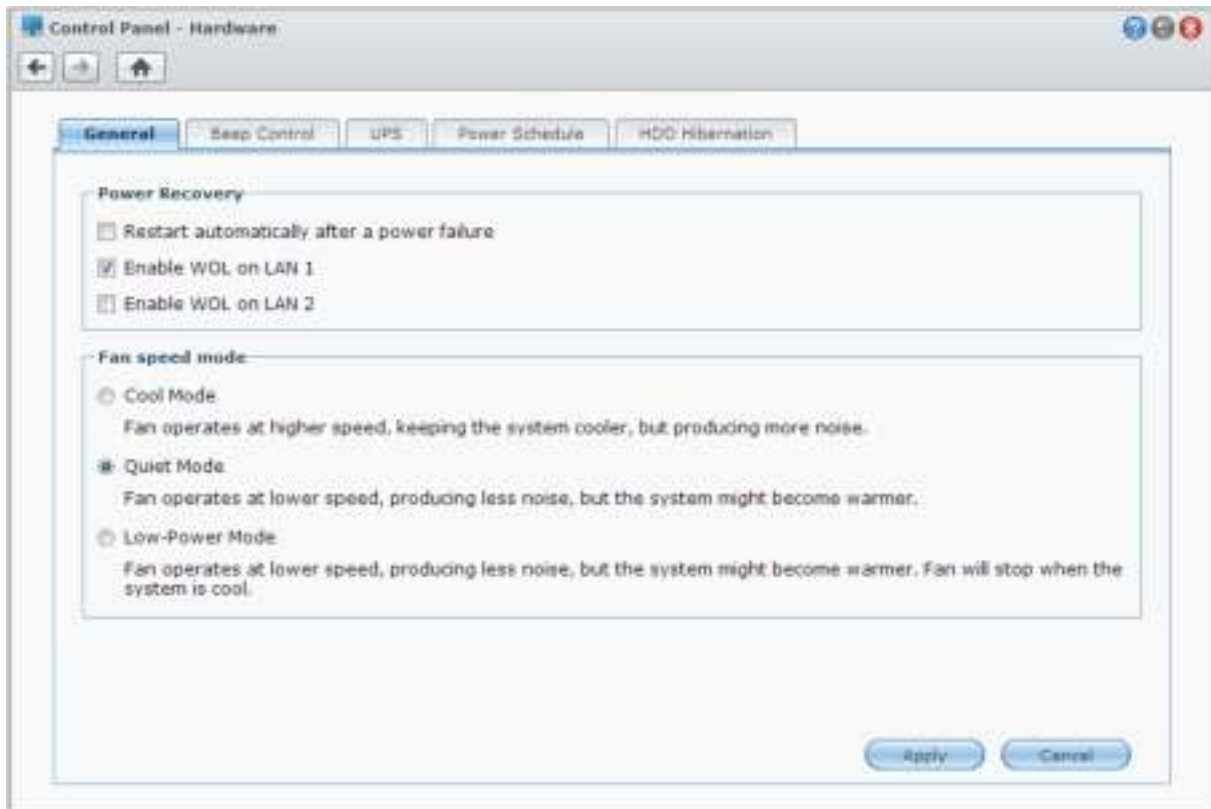 Control Panel - Hardware
General Beep Control UPS Power Schedule HDD Hibernation
Power Recovery
Restart automatically after a power failure
Enable WOL on LAN 1
Enable WOL on LAN 2
Fan speed mode
Cool Mode
Fan operates at higher speed, keeping the system cooler, but producing more noise.
Quiet Mode
Fan operates at lower speed, producing less noise, but the system might become warmer.
Low-Power Mode
Fan operates at lower speed, producing less noise, but the system might become warmer. Fan will stop when the
system is cool.
Apply Cancel